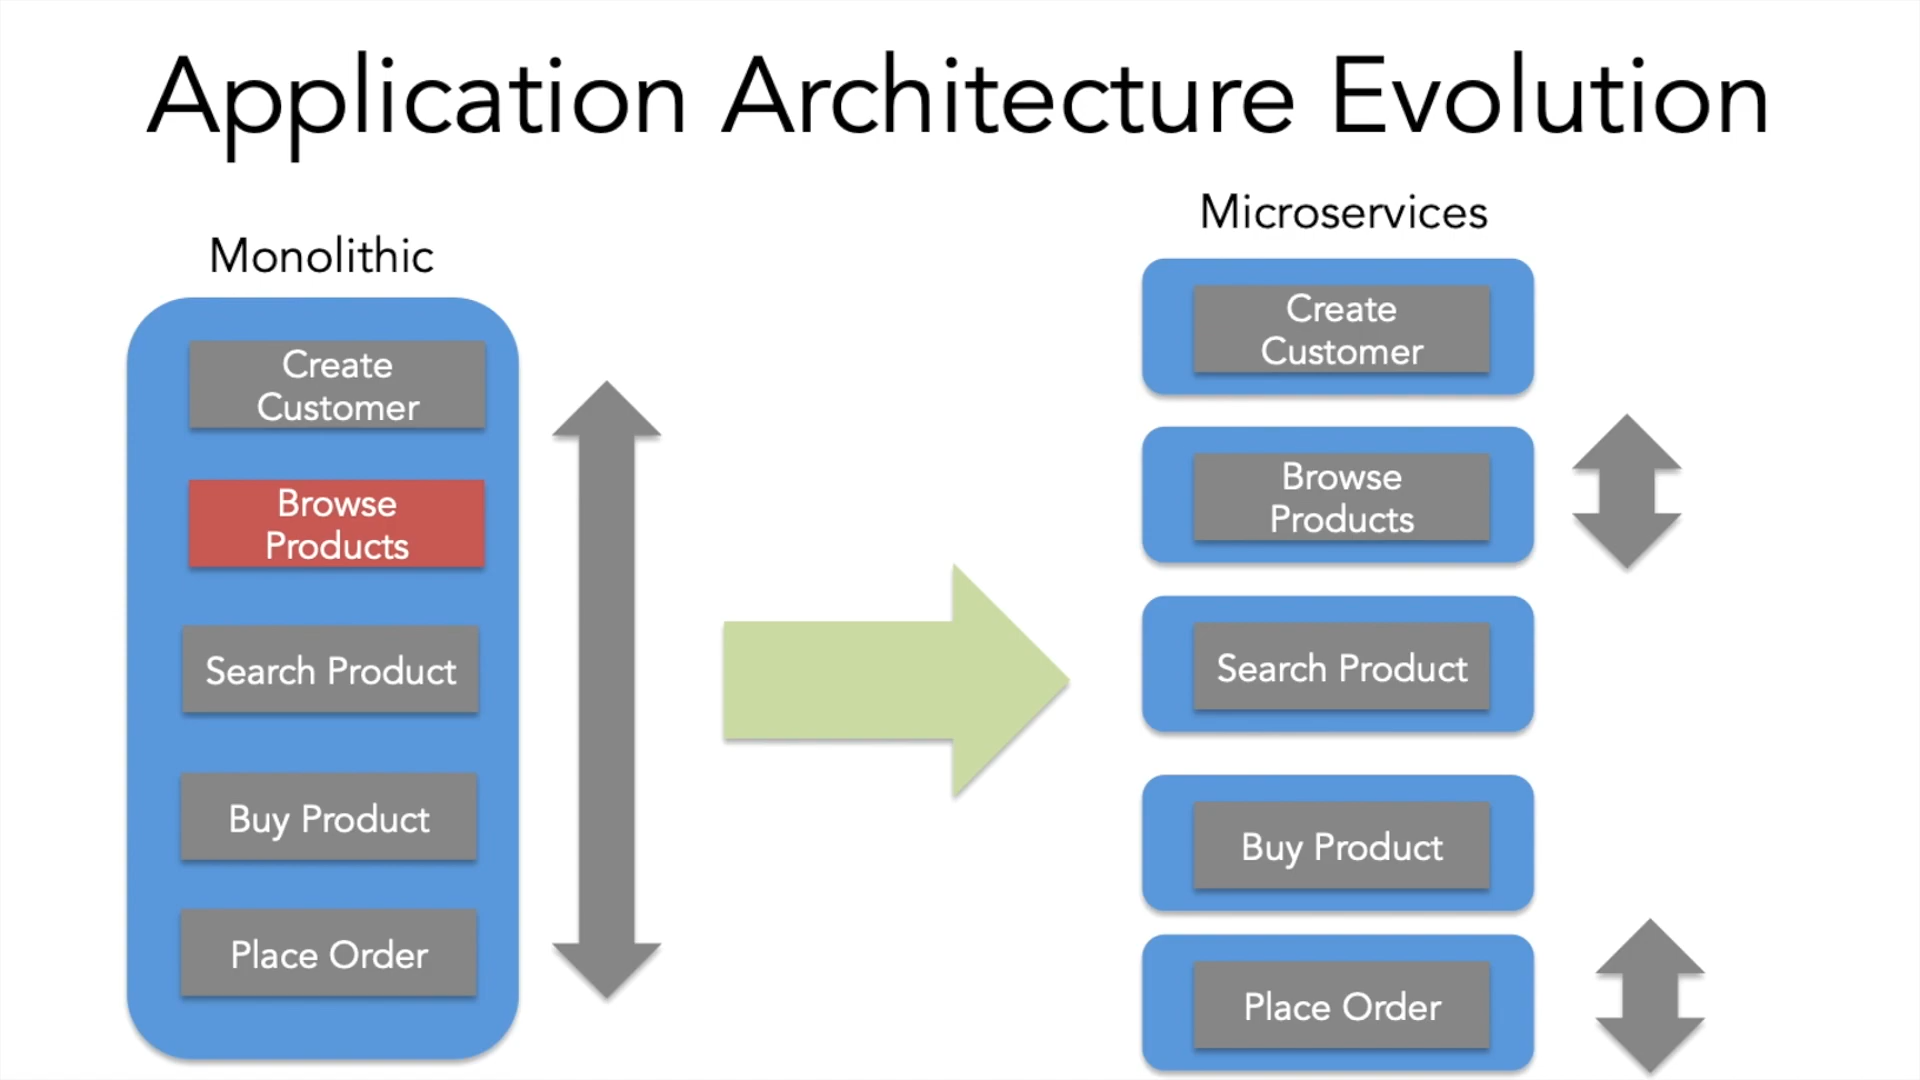 Application Architecture Evolution
Monolithic
Create
Customer
Browse
Products
Search Product
Buy Product
Place Order
Microservices
Create
Customer
Browse
Products
Search Product
Buy Product
Place Order